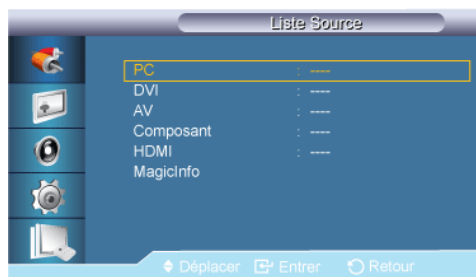 Liste Source
PC : ----
DVI : ----
AV : ----
Composant : ----
HDMI : ----
MagicInfo
Déplacer Entrer Retour